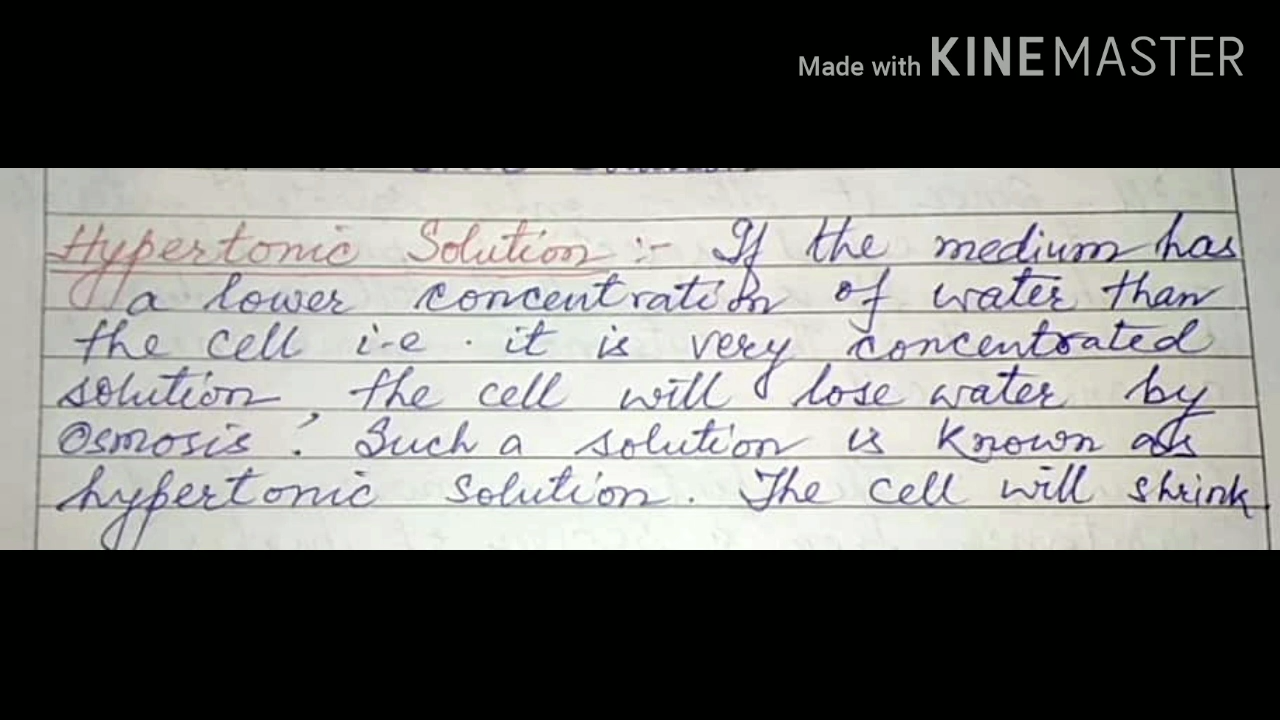 Made with KINEMASTER
Hypertonic Solution :- If the medium has
a lower concentration of water than
the cell i-e . it is very concentrated
solution, the cell will lose water by
Osmosis. Such a solution is known as
hypertonic solution. The cell will shrink